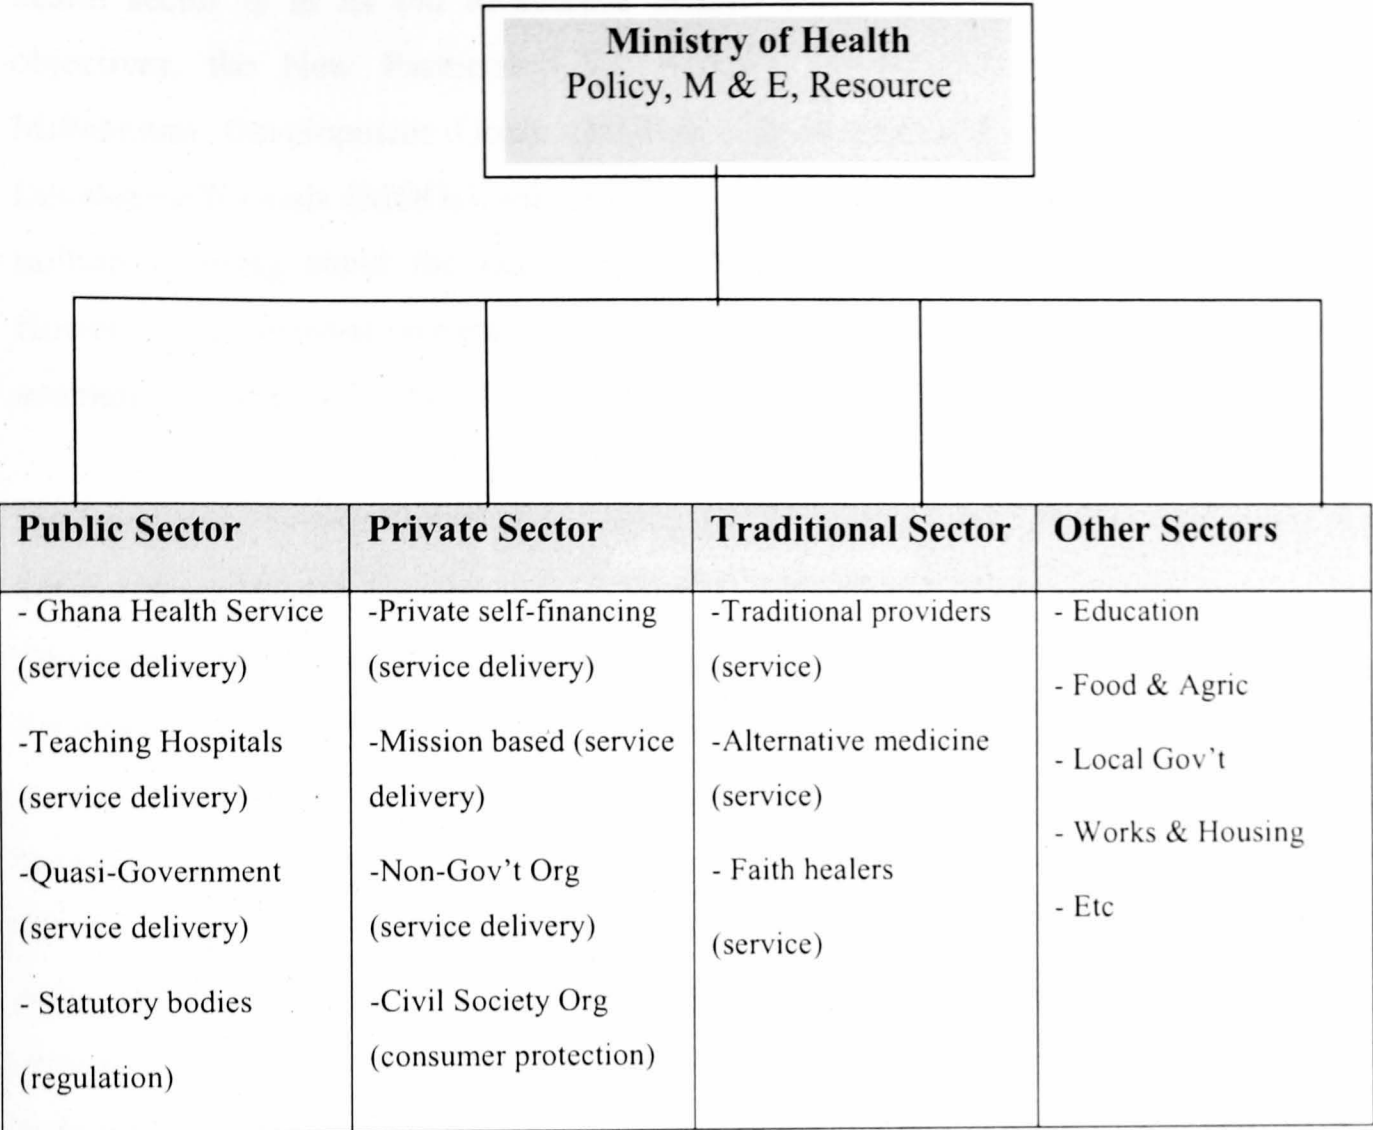 Ministry of Health
Policy, M & E, Resource
Public Sector
Private Sector
Traditional Sector
Other Sectors
- Ghana Health Service
(service delivery)
-Teaching Hospitals
(service delivery)
-Quasi-Government
(service delivery)
- Statutory bodies
(regulation)
-Private self-financing
(service delivery)
-Mission based (service
delivery)
-Non-Gov't Org
(service delivery)
-Civil Society Org
(consumer protection)
-Traditional providers
(service)
-Alternative medicine
(service)
- Faith healers
(service)
- Education
- Food & Agric
- Local Gov't
- Works & Housing
- Etc